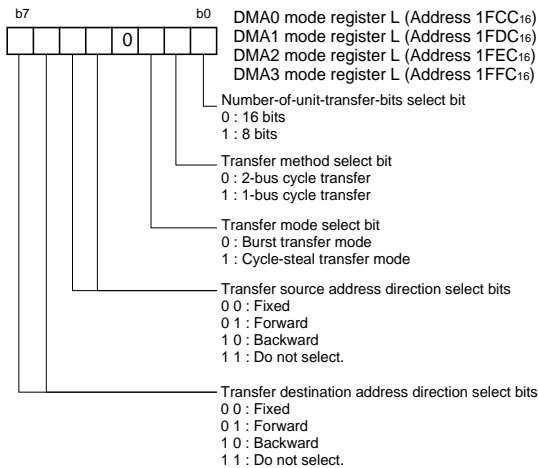 b7 b0
0
DMA0 mode register L (Address 1FCC16)
DMA1 mode register L (Address 1FDC16)
DMA2 mode register L (Address 1FEC16)
DMA3 mode register L (Address 1FFC16)
Number-of-unit-transfer-bits select bit
0 : 16 bits
1 : 8 bits
Transfer method select bit
0 : 2-bus cycle transfer
1 : 1-bus cycle transfer
Transfer mode select bit
0 : Burst transfer mode
1 : Cycle-steal transfer mode
Transfer source address direction select bits
0 0 : Fixed
0 1 : Forward
1 0 : Backward
1 1 : Do not select.
Transfer destination address direction select bits
0 0 : Fixed
0 1 : Forward
1 0 : Backward
1 1 : Do not select.